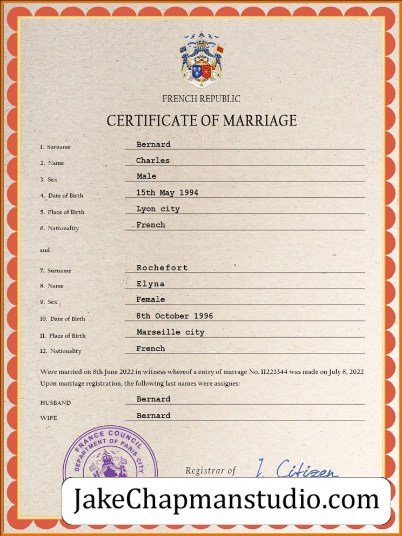 FRENCH REPUBLIC
CERTIFICATE OF MARRIAGE
1. Surname Bernard
2. Name Charles
3. Sex Male
4. Date of Birth 15th May 1994
5. Place of Birth Lyon city
6. Nationality French
and
7. Surname Rochefort
8. Name Elyna
9. Sex Female
10. Date of Birth 8th October 1996
11. Place of Birth Marseille city
12. Nationality French
Were married on 8th June 2022 in witness whereof a entry of marrage No. II223344 was made on July 8, 2022
Upon marriage registration, the following last names were assignes:
HUSBAND Bernard
WIFE Bernard
FRANCE COUNCIL
DEPARTMENT OF PARIS CITY
Registrar of I. Citizen
JakeChapmanstudio.com